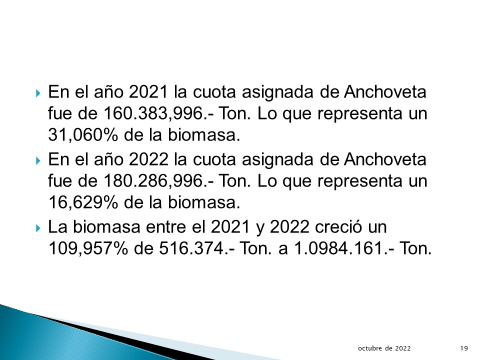 En el año 2021 la cuota asignada de Anchoveta
fue de 160.383,996.- Ton. Lo que representa un
31,060% de la biomasa.
En el año 2022 la cuota asignada de Anchoveta
fue de 180.286,996.- Ton. Lo que representa un
16,629% de la biomasa.
La biomasa entre el 2021 y 2022 creció un
109,957% de 516.374.- Ton. a 1.0984.161.- Ton.
octubre de 2022 19